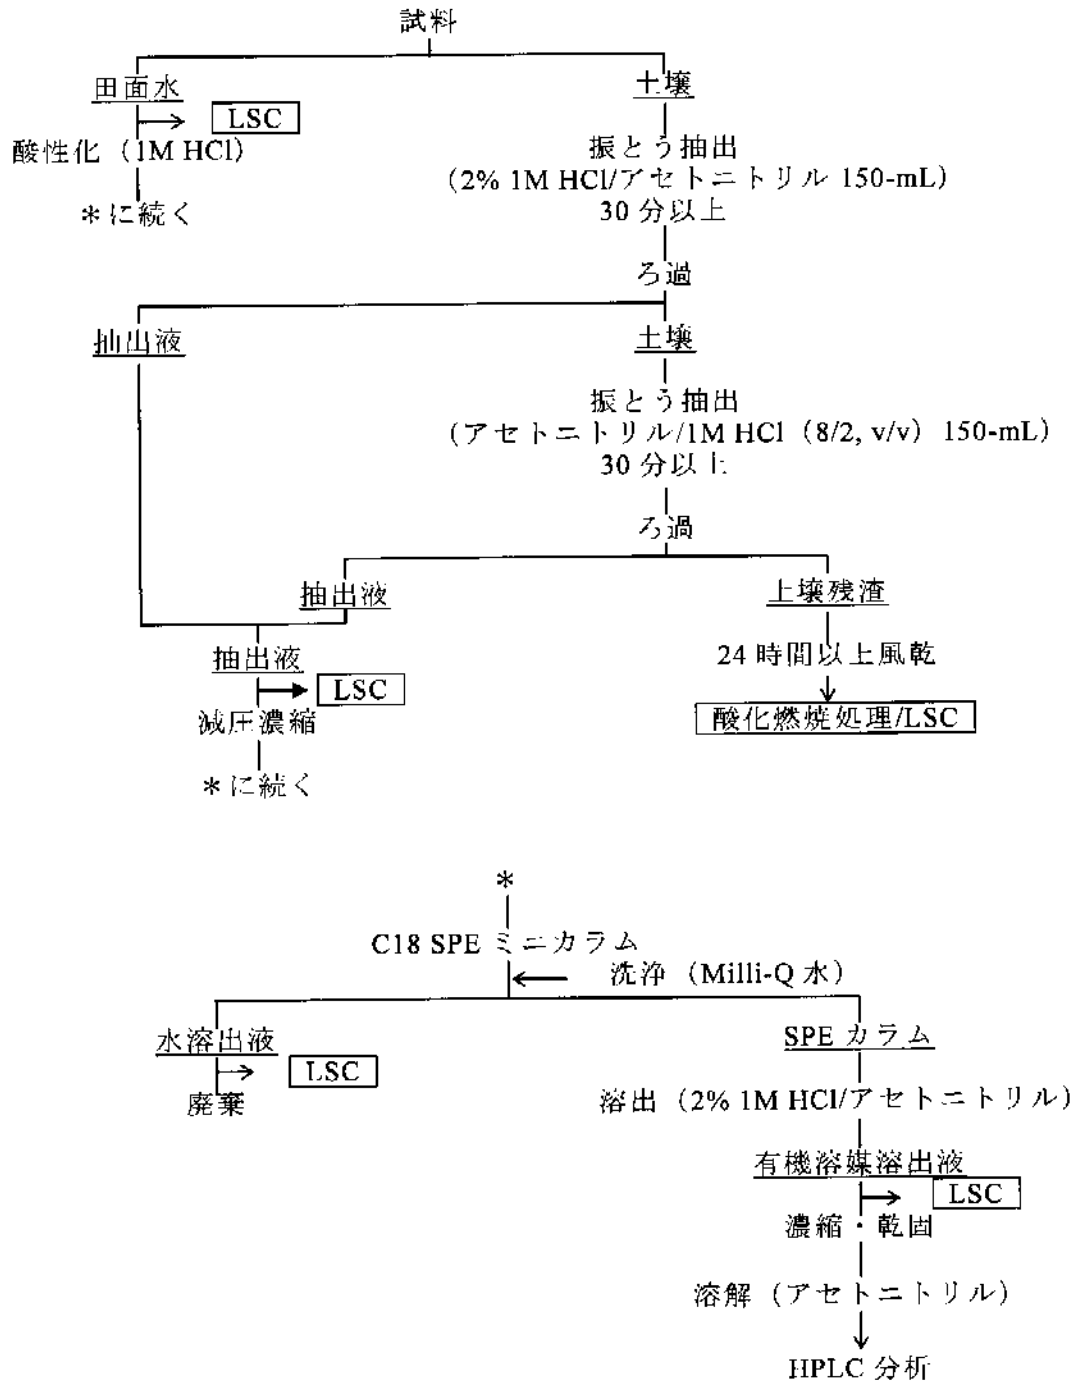 試料
田面水
土壌
LSC
酸性化（1M HCl）
＊に続く
振とう抽出
（2% 1M HCl/アセトニトリル 150-mL）
30 分以上
ろ過
抽出液
土壌
振とう抽出
（アセトニトリル/1M HCl（8/2, v/v）150-mL）
30 分以上
ろ過
抽出液
土壌残渣
抽出液
LSC
24 時間以上風乾
減圧濃縮
酸化燃焼処理/LSC
＊に続く
＊
C18 SPE ミニカラム
洗浄（Milli-Q 水）
水溶出液
SPE カラム
LSC
廃棄
溶出（2% 1M HCl/アセトニトリル）
有機溶媒溶出液
LSC
濃縮・乾固
溶解（アセトニトリル）
HPLC 分析